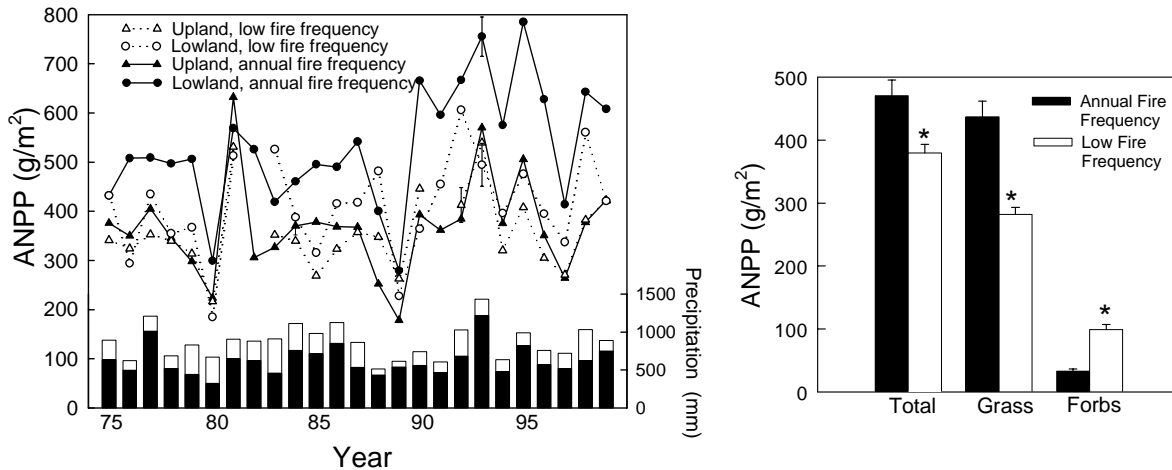 800
700
600
500
400
300
200
100
0
ANPP (g/m2)
Upland, low fire frequency
Lowland, low fire frequency
Upland, annual fire frequency
Lowland, annual fire frequency
1500
1000
500
0
Precipitation (mm)
75 80 85 90 95
Year
500
400
300
200
100
0
ANPP (g/m2)
Annual Fire
Frequency
Low Fire
Frequency
* * *
Total Grass Forbs